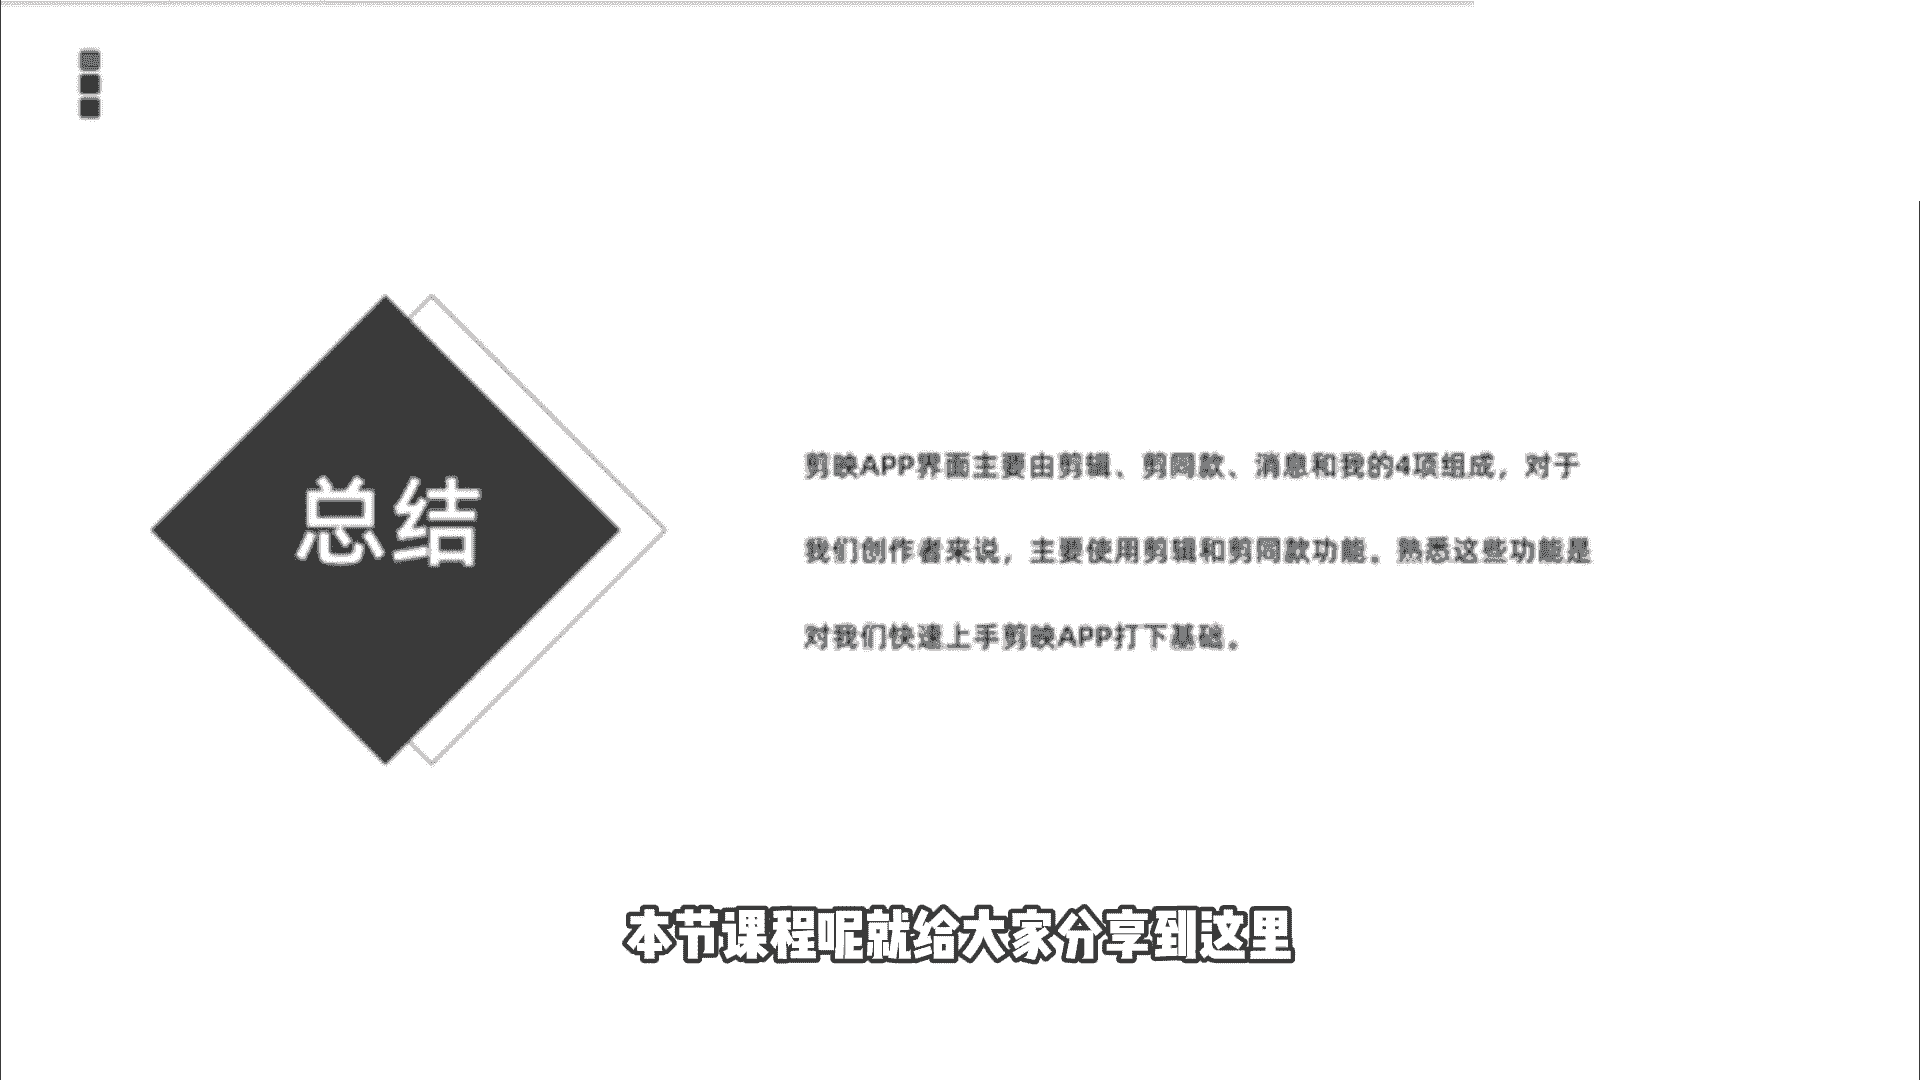 总结
剪映APP界面主要由剪辑、剪同款、消息和我的4项组成，对于
我们创作者来说，主要使用剪辑和剪同款功能。熟悉这些功能是
对我们快速上手剪映APP打下基础。
本节课程呢就给大家分享到这里